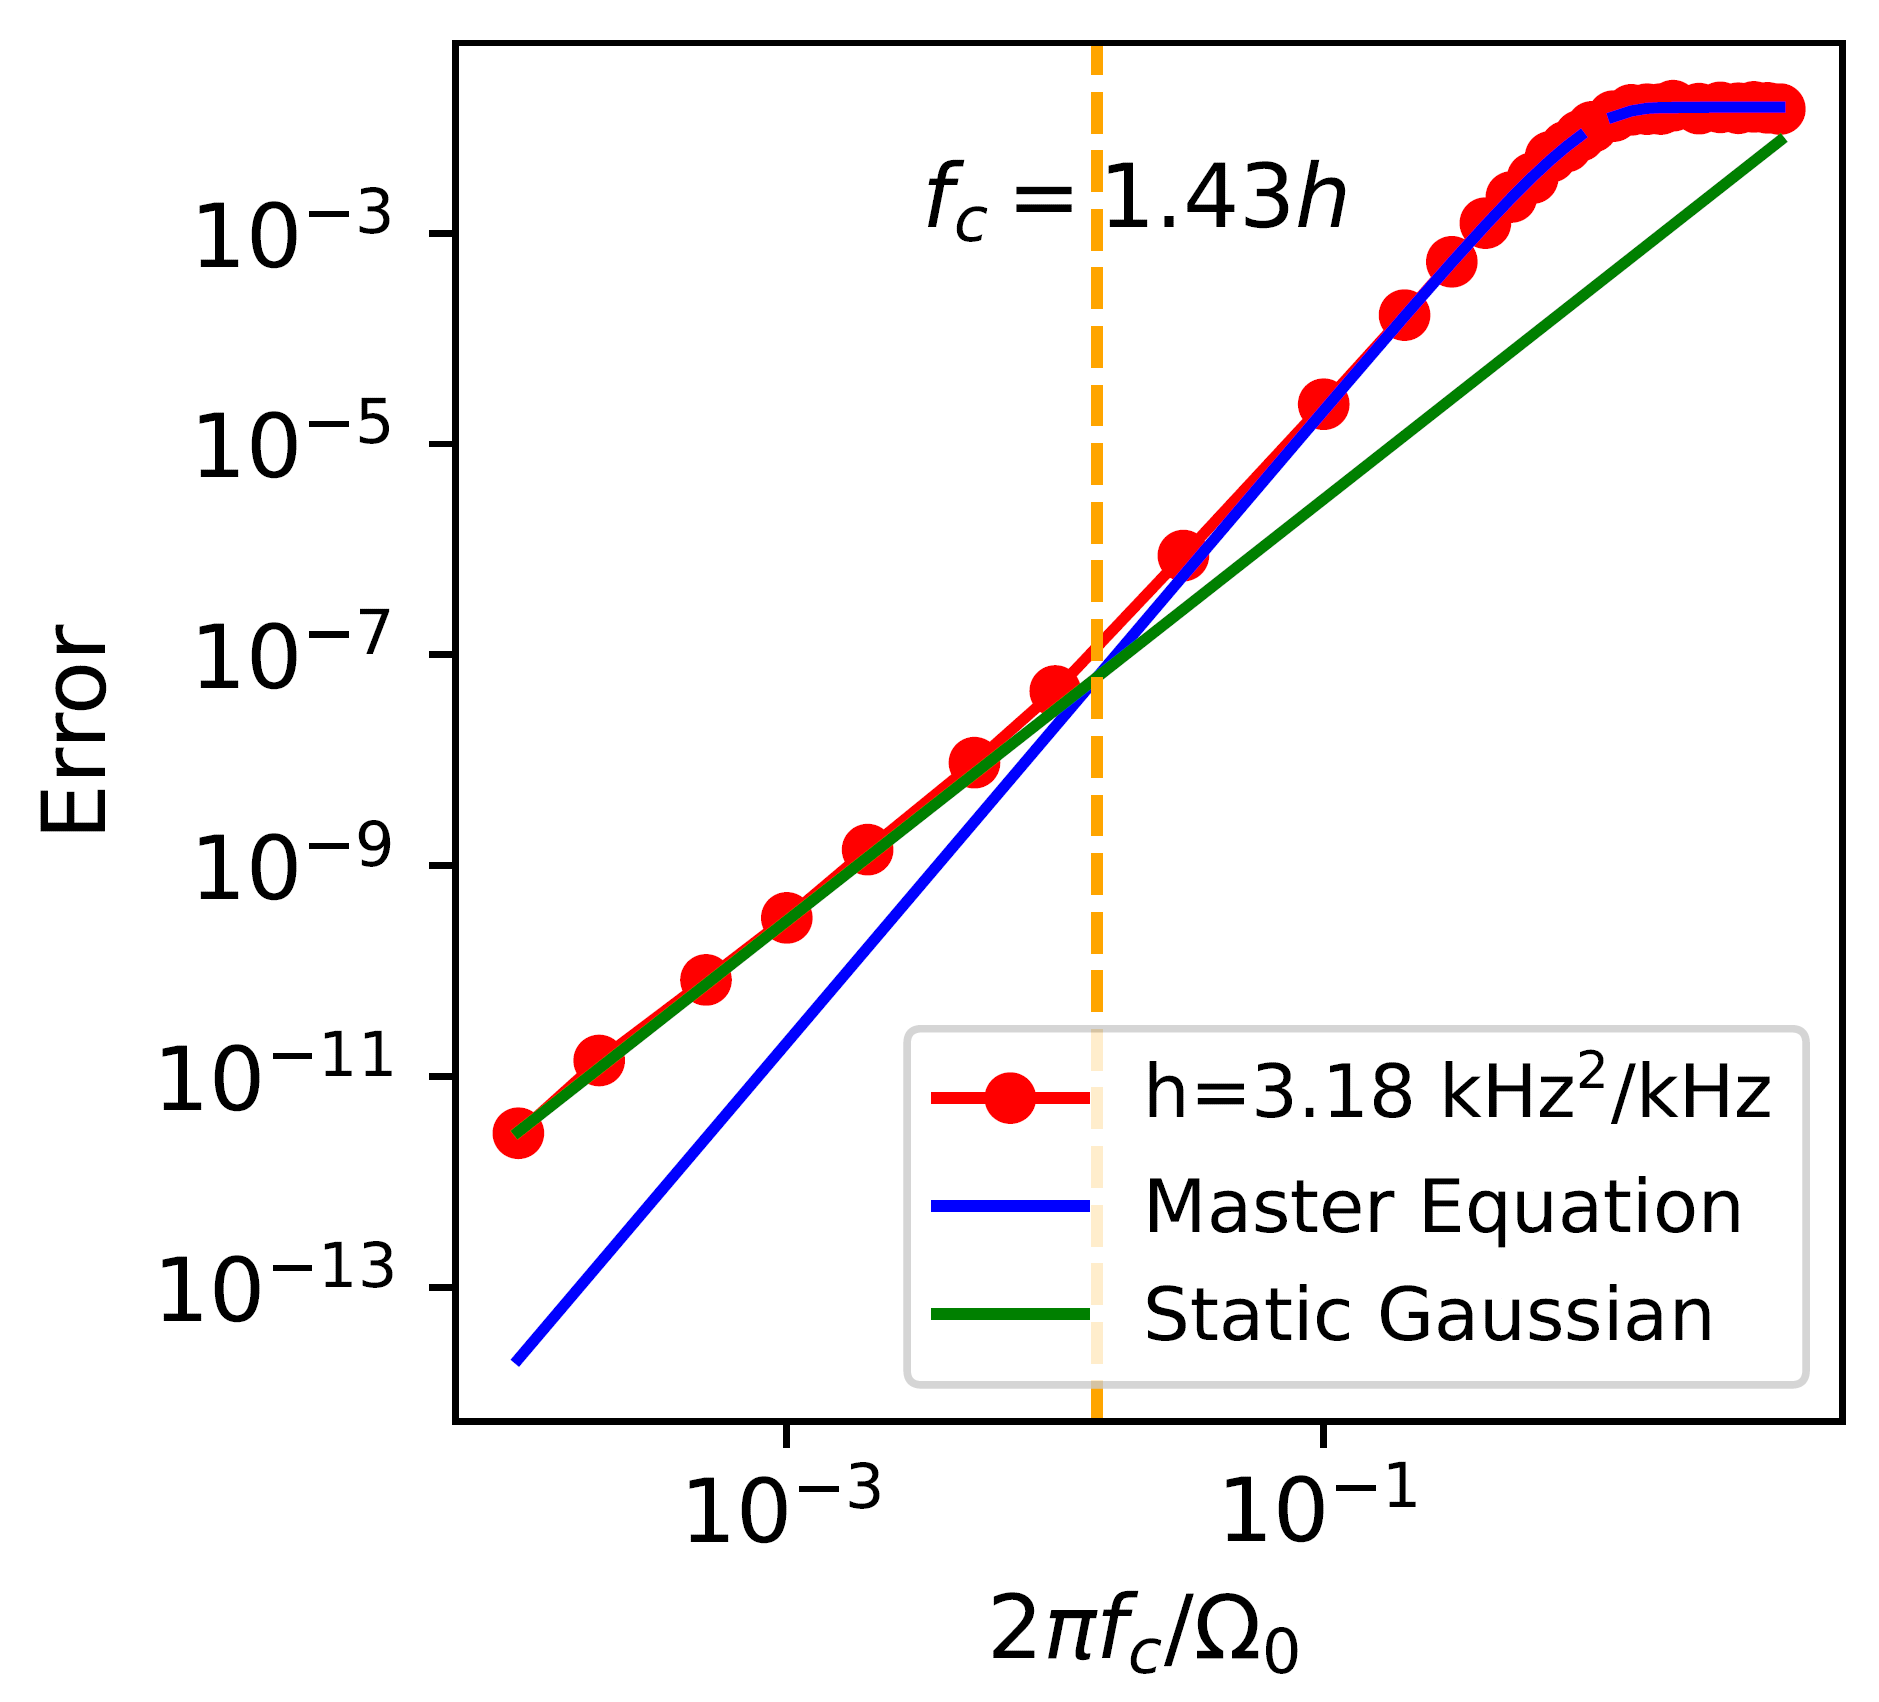 10⁻³
10⁻⁵
10⁻⁷
10⁻⁹
10⁻¹¹
10⁻¹³
Error
f_c = 1.43h
h=3.18 kHz²/kHz
Master Equation
Static Gaussian
10⁻³
10⁻¹
2πf_c/Ω₀